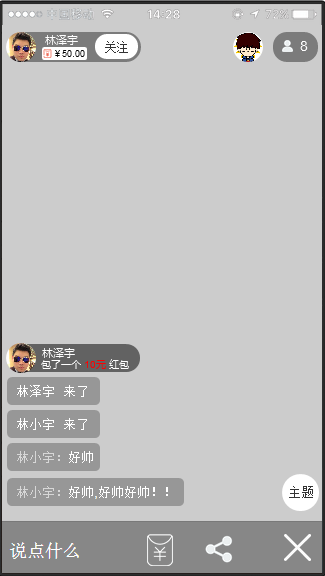 中国移动 14:28 77%
林泽宇
¥50.00
关注
8
林泽宇
包了一个 10元 红包
林泽宇 来了
林小宇 来了
林小宇: 好帅
林小宇: 好帅,好帅好帅！！
主题
说点什么
¥